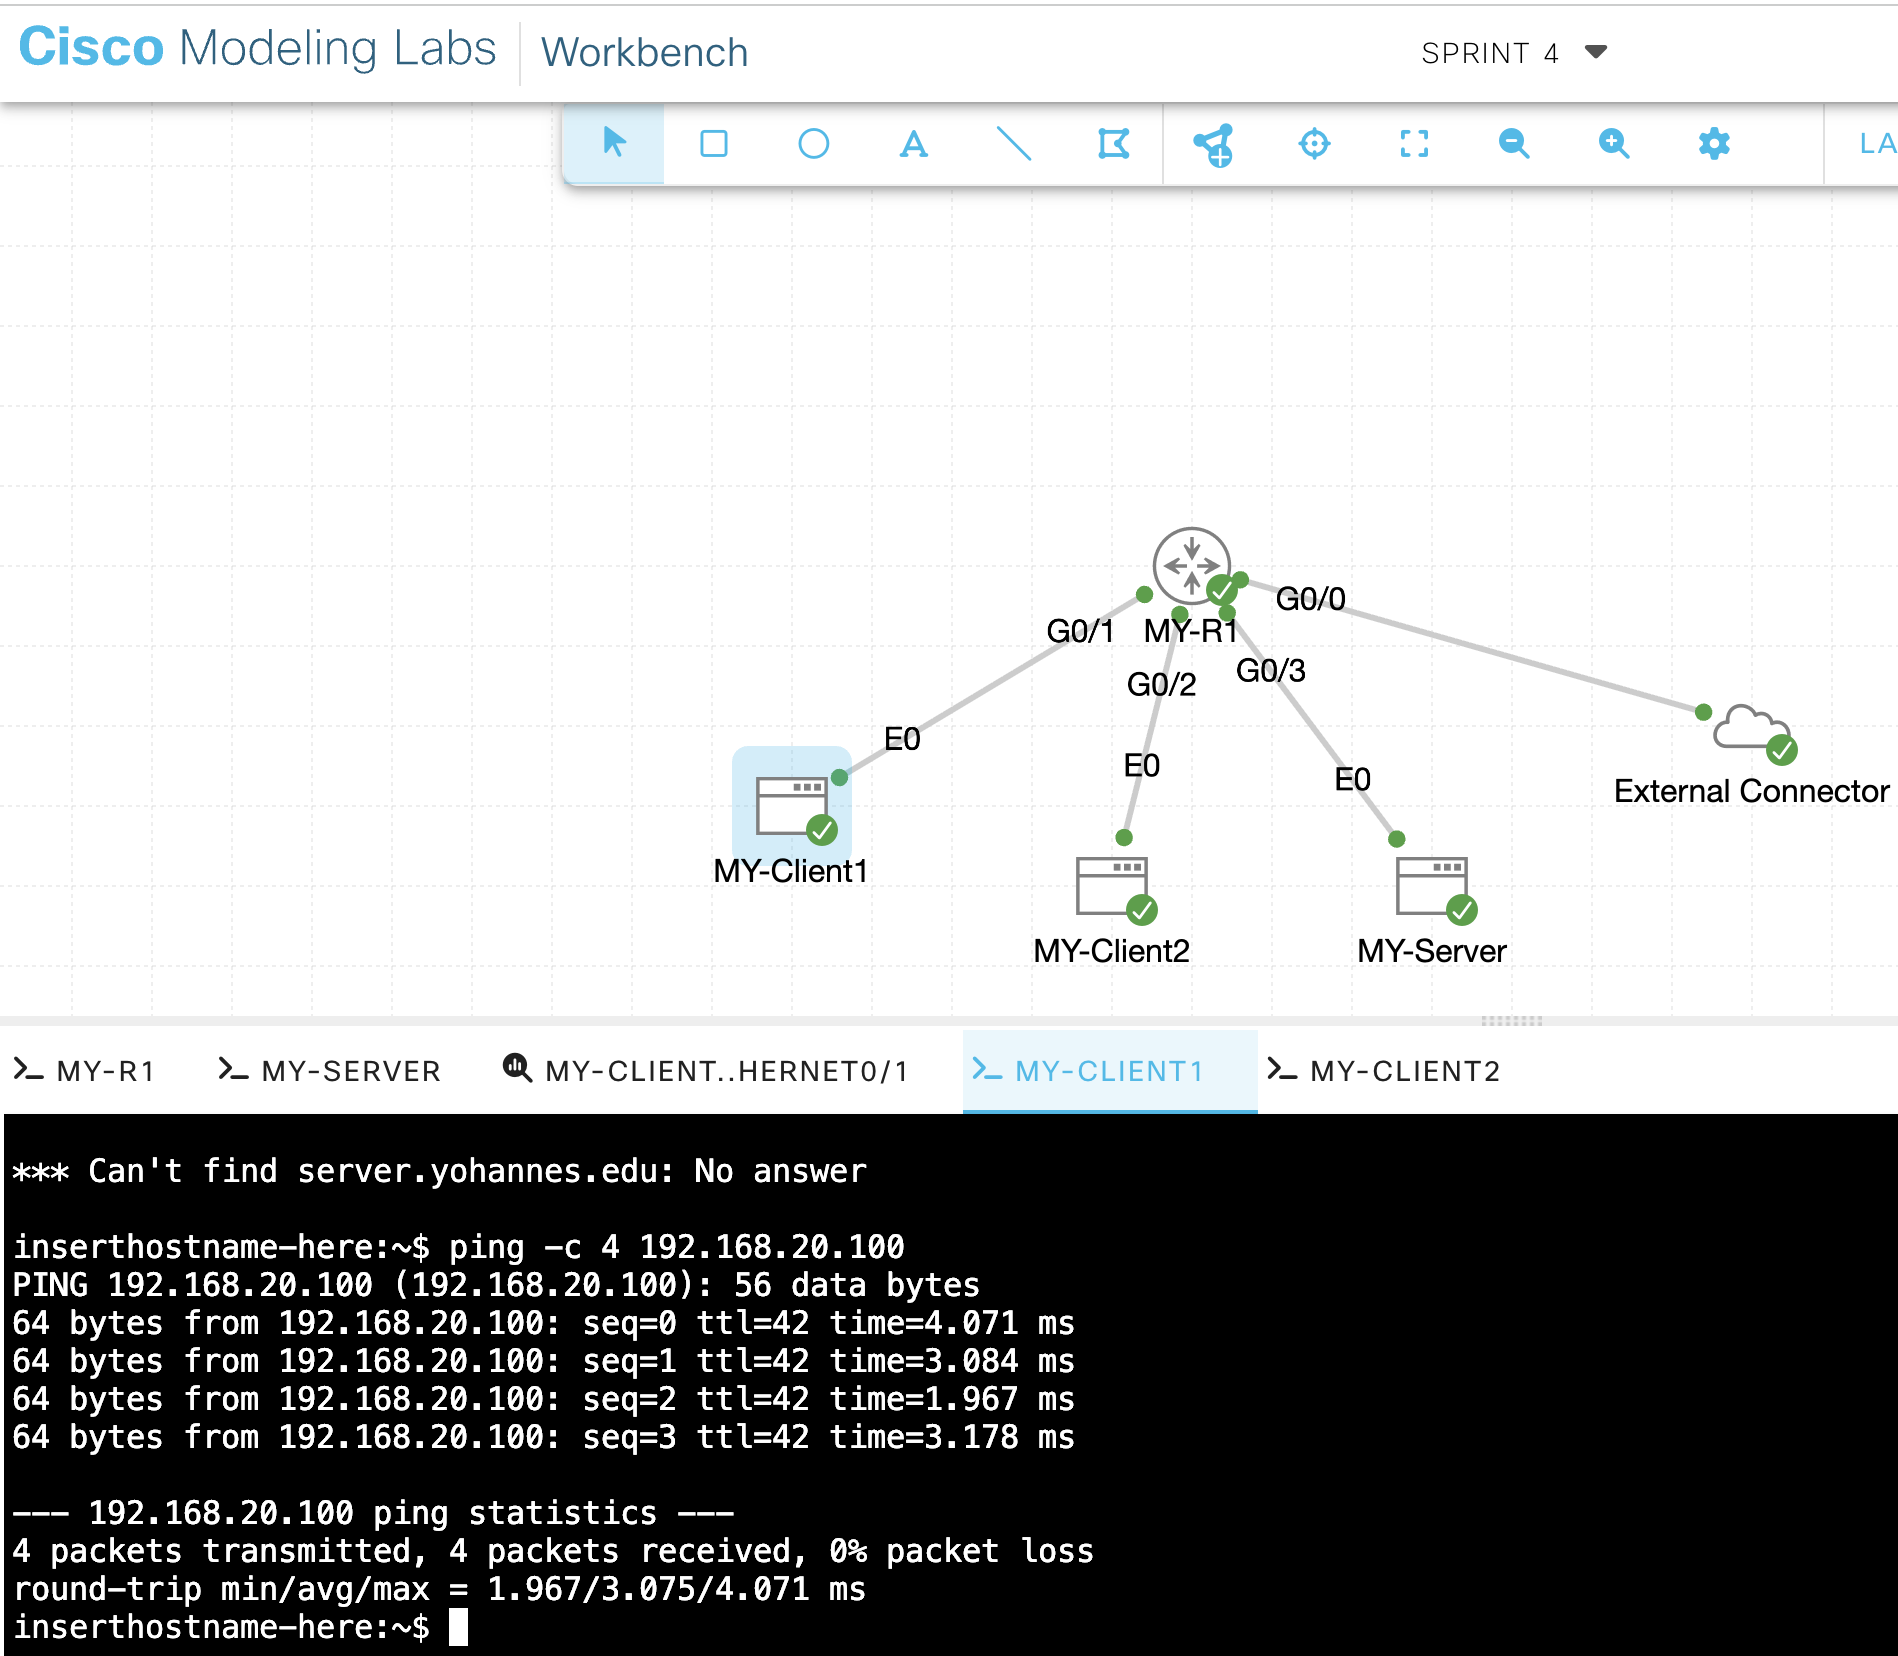 Cisco Modeling Labs Workbench SPRINT 4
A
LA
G0/0
G0/1 MY-R1
G0/3
G0/2
E0
E0
E0
External Connector
MY-Client1
MY-Client2
MY-Server
MY-R1 MY-SERVER MY-CLIENT..HERNET0/1 MY-CLIENT1 MY-CLIENT2
*** Can't find server.yohannes.edu: No answer
inserthostname-here:~$ ping -c 4 192.168.20.100
PING 192.168.20.100 (192.168.20.100): 56 data bytes
64 bytes from 192.168.20.100: seq=0 ttl=42 time=4.071 ms
64 bytes from 192.168.20.100: seq=1 ttl=42 time=3.084 ms
64 bytes from 192.168.20.100: seq=2 ttl=42 time=1.967 ms
64 bytes from 192.168.20.100: seq=3 ttl=42 time=3.178 ms
--- 192.168.20.100 ping statistics ---
4 packets transmitted, 4 packets received, 0% packet loss
round-trip min/avg/max = 1.967/3.075/4.071 ms
inserthostname-here:~$